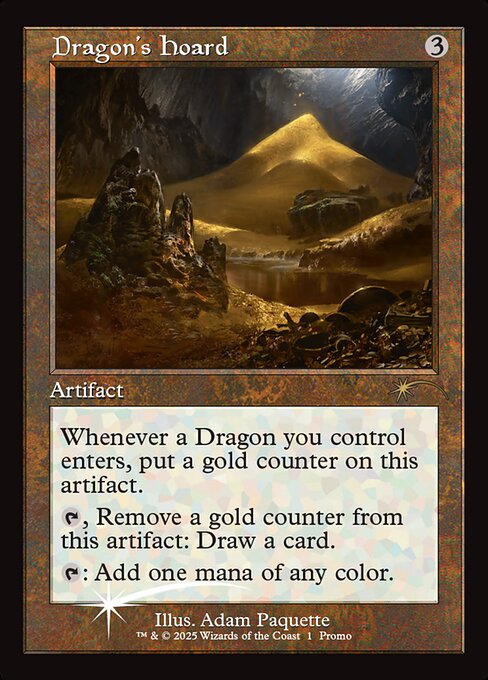 Dragon's Hoard 3
Artifact
Whenever a Dragon you control
enters, put a gold counter on this
artifact.
, Remove a gold counter from
this artifact: Draw a card.
: Add one mana of any color.
Illus. Adam Paquette
™ & © 2025 Wizards of the Coast 1 Promo